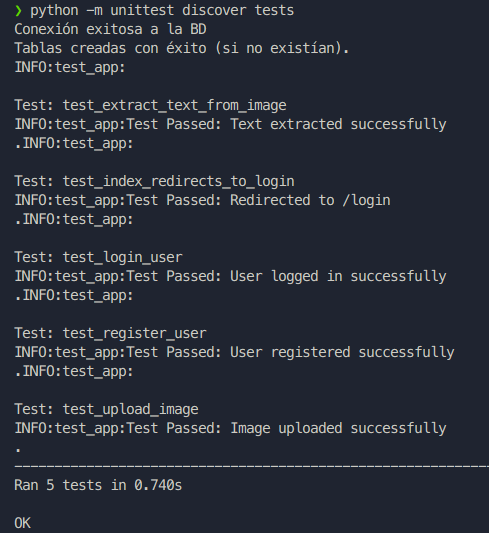 ❯ python -m unittest discover tests
Conexión exitosa a la BD
Tablas creadas con éxito (si no existían).
INFO:test_app:
Test: test_extract_text_from_image
INFO:test_app:Test Passed: Text extracted successfully
.INFO:test_app:
Test: test_index_redirects_to_login
INFO:test_app:Test Passed: Redirected to /login
.INFO:test_app:
Test: test_login_user
INFO:test_app:Test Passed: User logged in successfully
.INFO:test_app:
Test: test_register_user
INFO:test_app:Test Passed: User registered successfully
.INFO:test_app:
Test: test_upload_image
INFO:test_app:Test Passed: Image uploaded successfully
.
----------------------------------------------------------
Ran 5 tests in 0.740s
OK